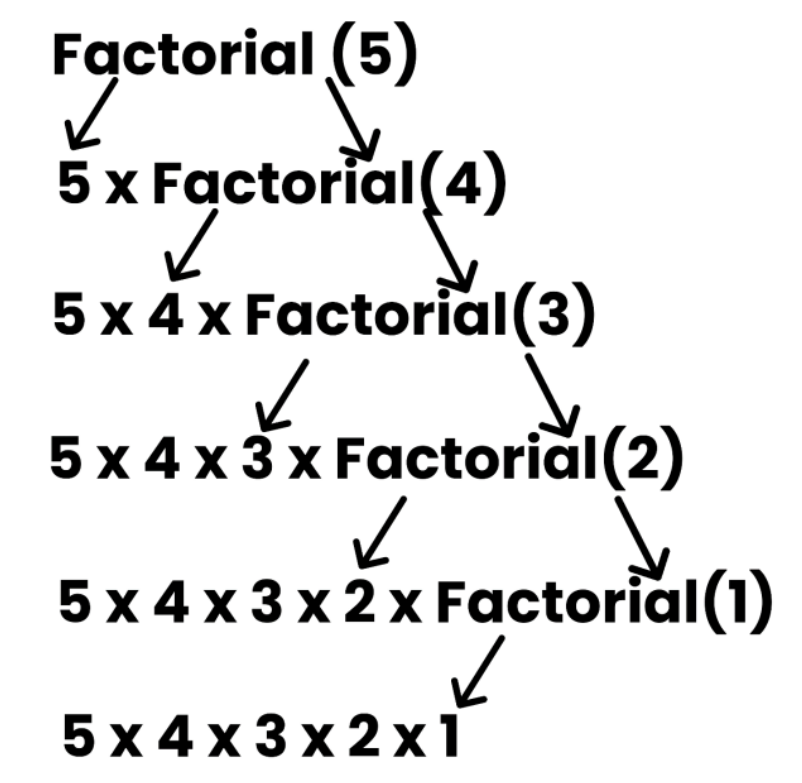 Factorial (5)
5 x Factorial(4)
5 x 4 x Factorial(3)
5 x 4 x 3 x Factorial(2)
5 x 4 x 3 x 2 x Factorial(1)
5 x 4 x 3 x 2 x 1